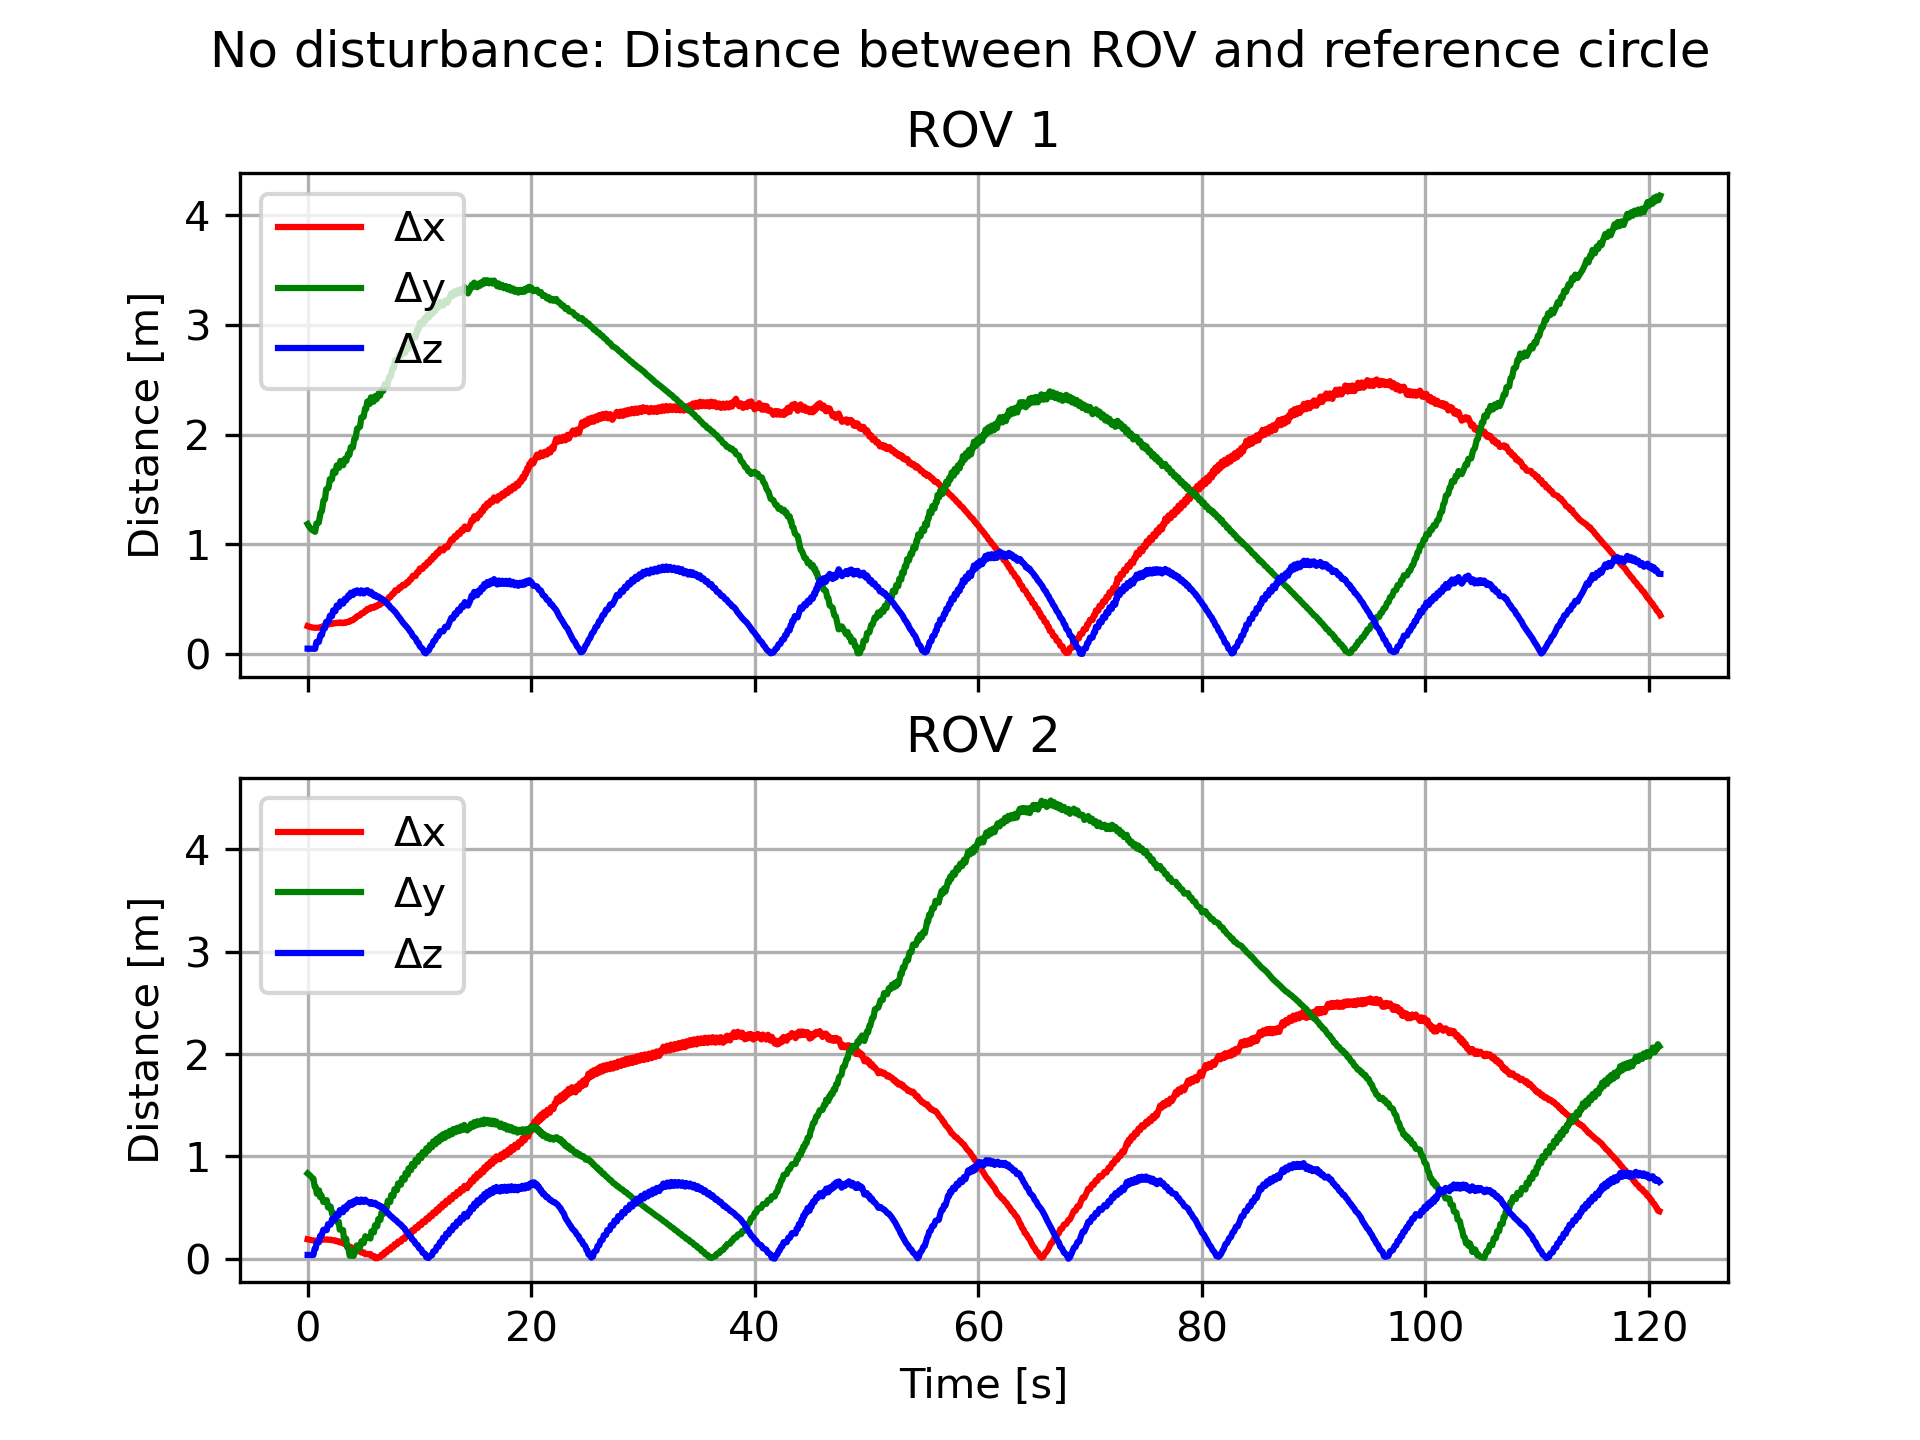 No disturbance: Distance between ROV and reference circle
ROV 1
Distance [m]
4
3
2
1
0
Δx
Δy
Δz
ROV 2
Distance [m]
4
3
2
1
0
Δx
Δy
Δz
0 20 40 60 80 100 120
Time [s]